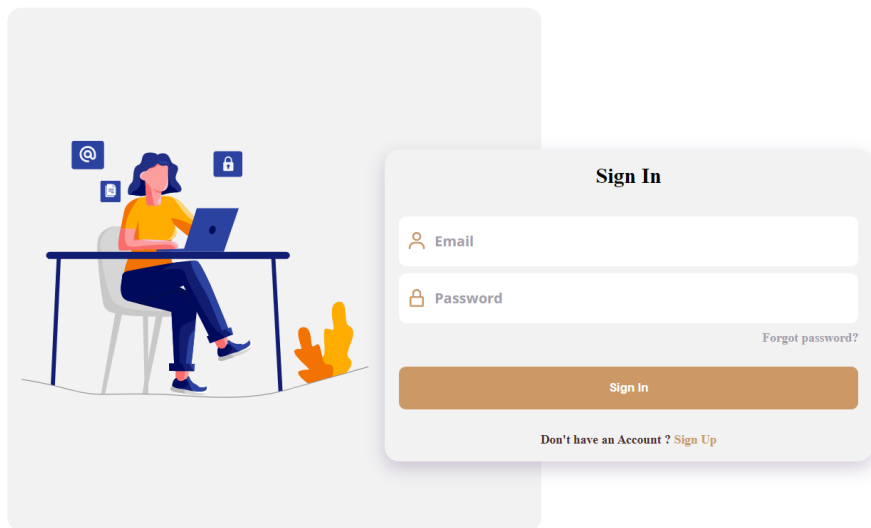 Sign In
Email
Password
Forgot password?
Sign In
Don't have an Account ? Sign Up